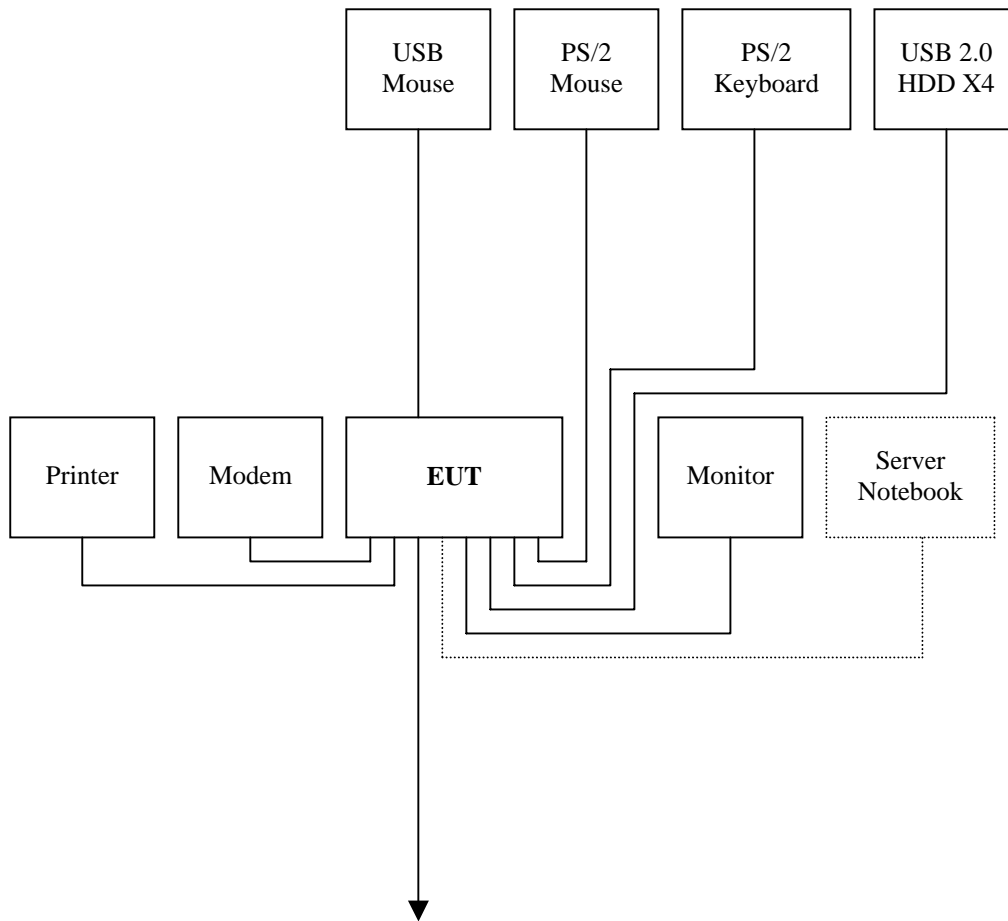 USB
Mouse
PS/2
Mouse
PS/2
Keyboard
USB 2.0
HDD X4
Printer
Modem
EUT
Monitor
Server
Notebook